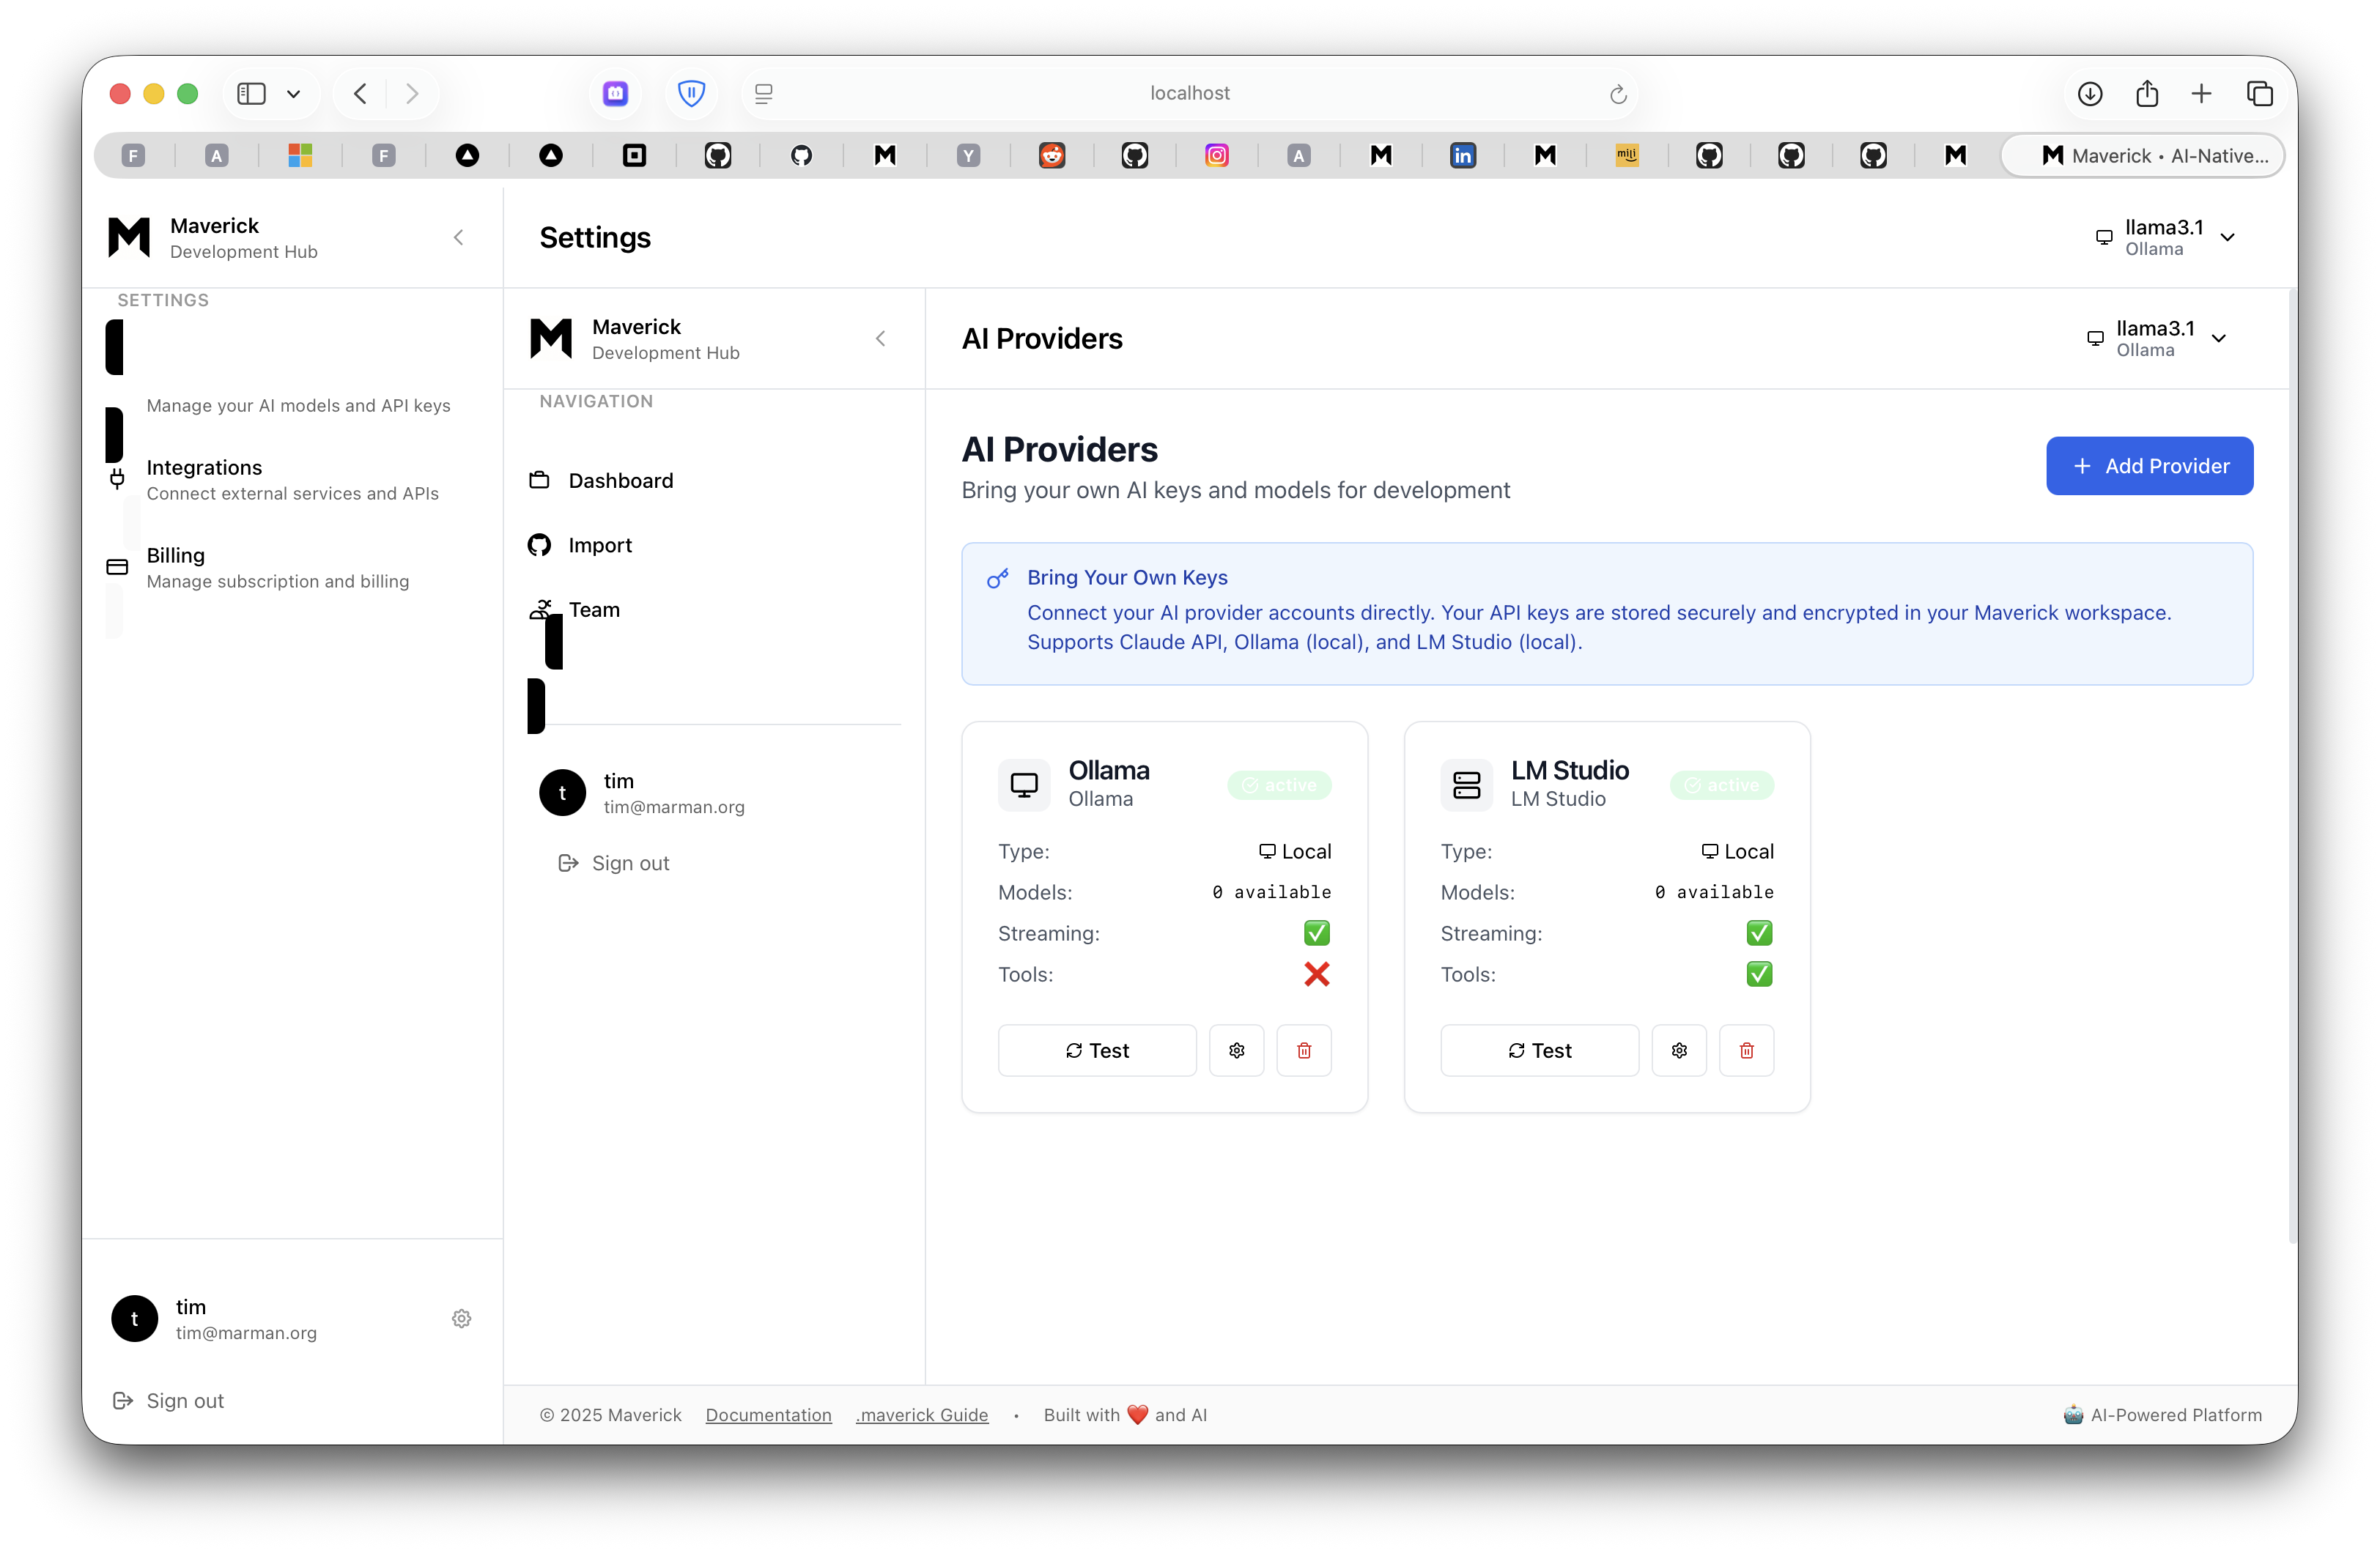 localhost
F
A
F
Y
A
miji
Maverick • AI-Native...
Maverick
Development Hub
Settings
llama3.1
Ollama
SETTINGS
Manage your AI models and API keys
Integrations
Connect external services and APIs
Billing
Manage subscription and billing
t
tim
tim@marman.org
Sign out
Maverick
Development Hub
NAVIGATION
Dashboard
Import
Team
t
tim
tim@marman.org
Sign out
AI Providers
llama3.1
Ollama
AI Providers
Bring your own AI keys and models for development
+ Add Provider
Bring Your Own Keys
Connect your AI provider accounts directly. Your API keys are stored securely and encrypted in your Maverick workspace.
Supports Claude API, Ollama (local), and LM Studio (local).
Ollama
Ollama
active
Type: Local
Models: 0 available
Streaming: ✅
Tools: ❌
Test
LM Studio
LM Studio
active
Type: Local
Models: 0 available
Streaming: ✅
Tools: ✅
Test
© 2025 Maverick Documentation .maverick Guide • Built with ❤️ and AI
🤖 AI-Powered Platform